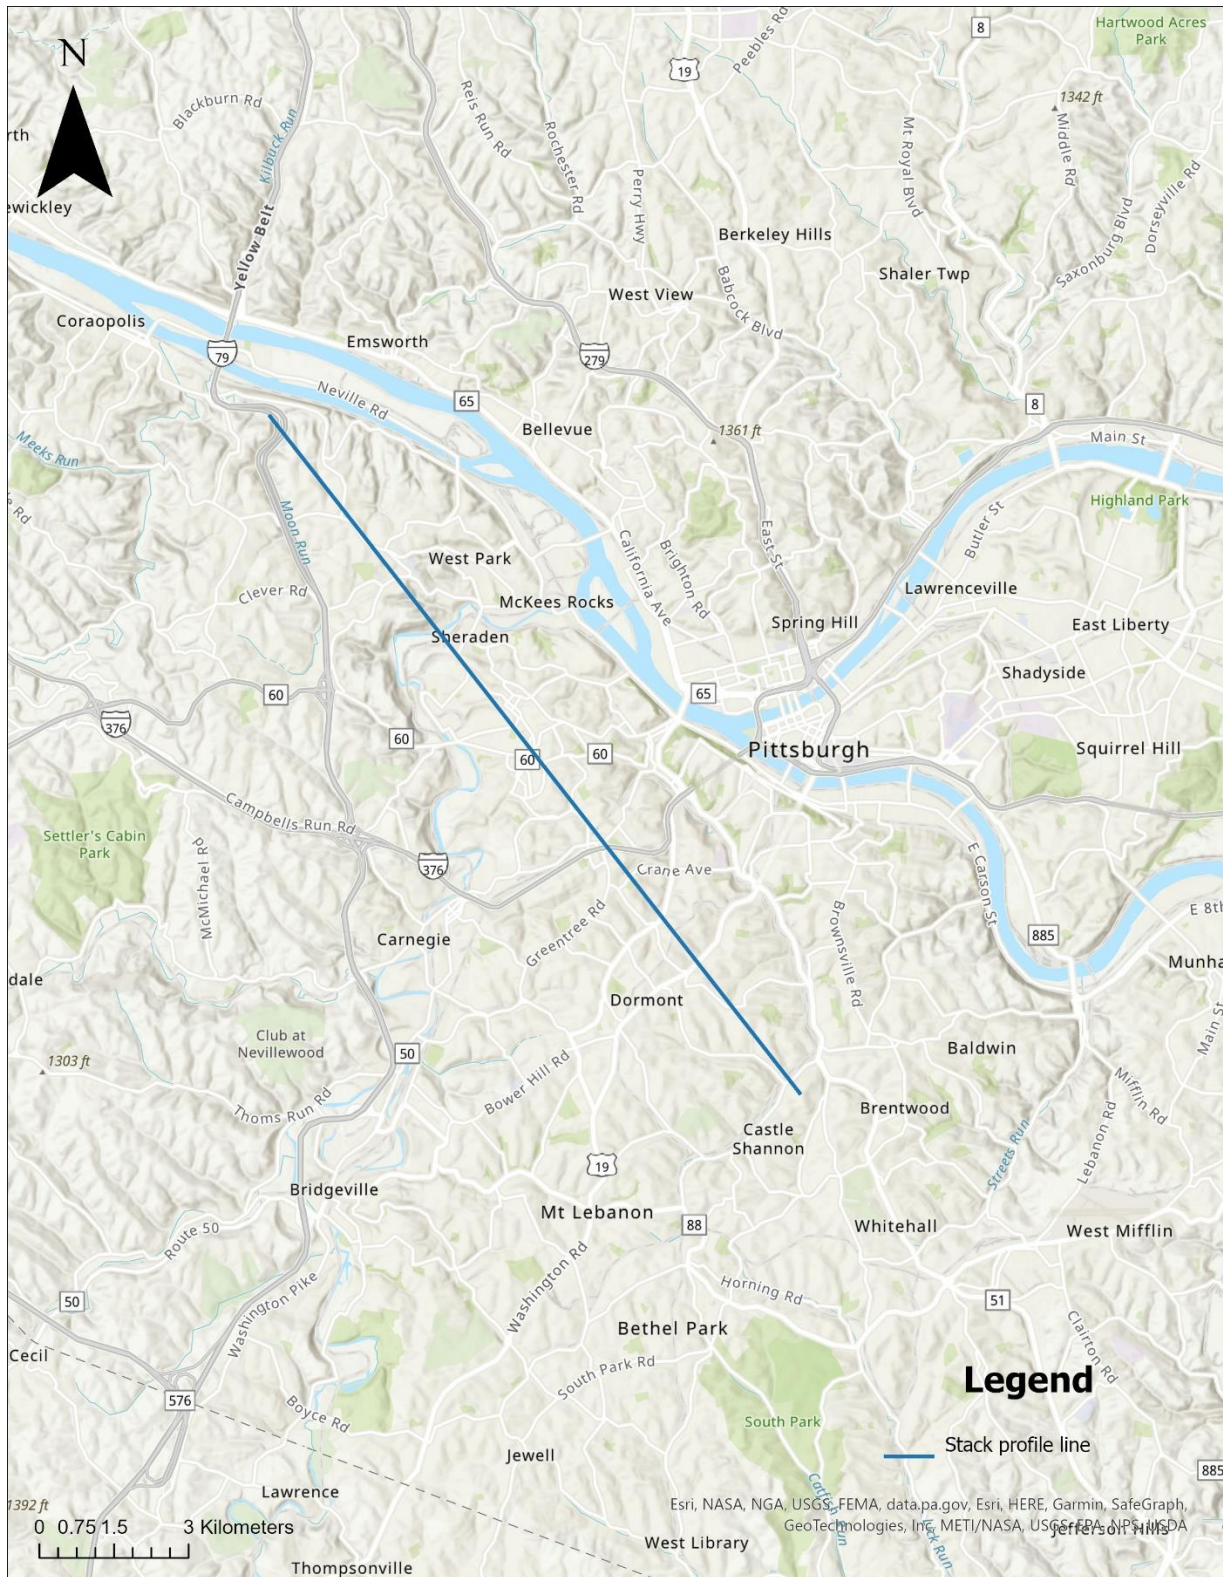 N
8
Hartwood Acres
Park
19
Peebles Rd
Blackburn Rd
Kilbuck Run
Reis Run Rd
Rochester Rd
Perry Hwy
Mt Royal Blvd
1342 ft
Middle Rd
Dorseyville Rd
Saxonburg Blvd
rth
ewickley
Yellow Belt
Berkeley Hills
Shaler Twp
West View
Babcock Blvd
Coraopolis
Emsworth
79
279
Neville Rd
65
8
Bellevue
1361 ft
Main St
Meeks Run
Highland Park
e Rd
Moon Run
East St
Butler St
West Park
California Ave
Brighton Rd
Clever Rd
McKees Rocks
Lawrenceville
Spring Hill
East Liberty
Sheraden
Shadyside
60
65
376
60
60
60
Pittsburgh
Squirrel Hill
Campbells Run Rd
Settler's Cabin
Park
McMichael Rd
376
Crane Ave
E Carson St
Brownsville Rd
E 8th
Greentree Rd
Carnegie
885
Munha
dale
Dormont
Main St
Club at
Nevillewood
50
Baldwin
1303 ft
Bower Hill Rd
Mifflin Rd
Thoms Run Rd
Brentwood
Castle
Shannon
Streets Run
Lebanon Rd
19
Bridgeville
Mt Lebanon
88
Whitehall
West Mifflin
Route 50
Washington Rd
Horning Rd
50
Washington Pike
51
Bethel Park
Clairton Rd
Cecil
South Park Rd
Legend
576
Boyce Rd
South Park
Stack profile line
Jewell
885
Catfish Run
Lick Run
1392 ft
Lawrence
Esri, NASA, NGA, USGS, FEMA, data.pa.gov, Esri, HERE, Garmin, SafeGraph,
GeoTechnologies, Inc, METI/NASA, USGS, EPA, NPS, USDA
Jefferson Hills
0 0.75 1.5 3 Kilometers
West Library
Thompsonville